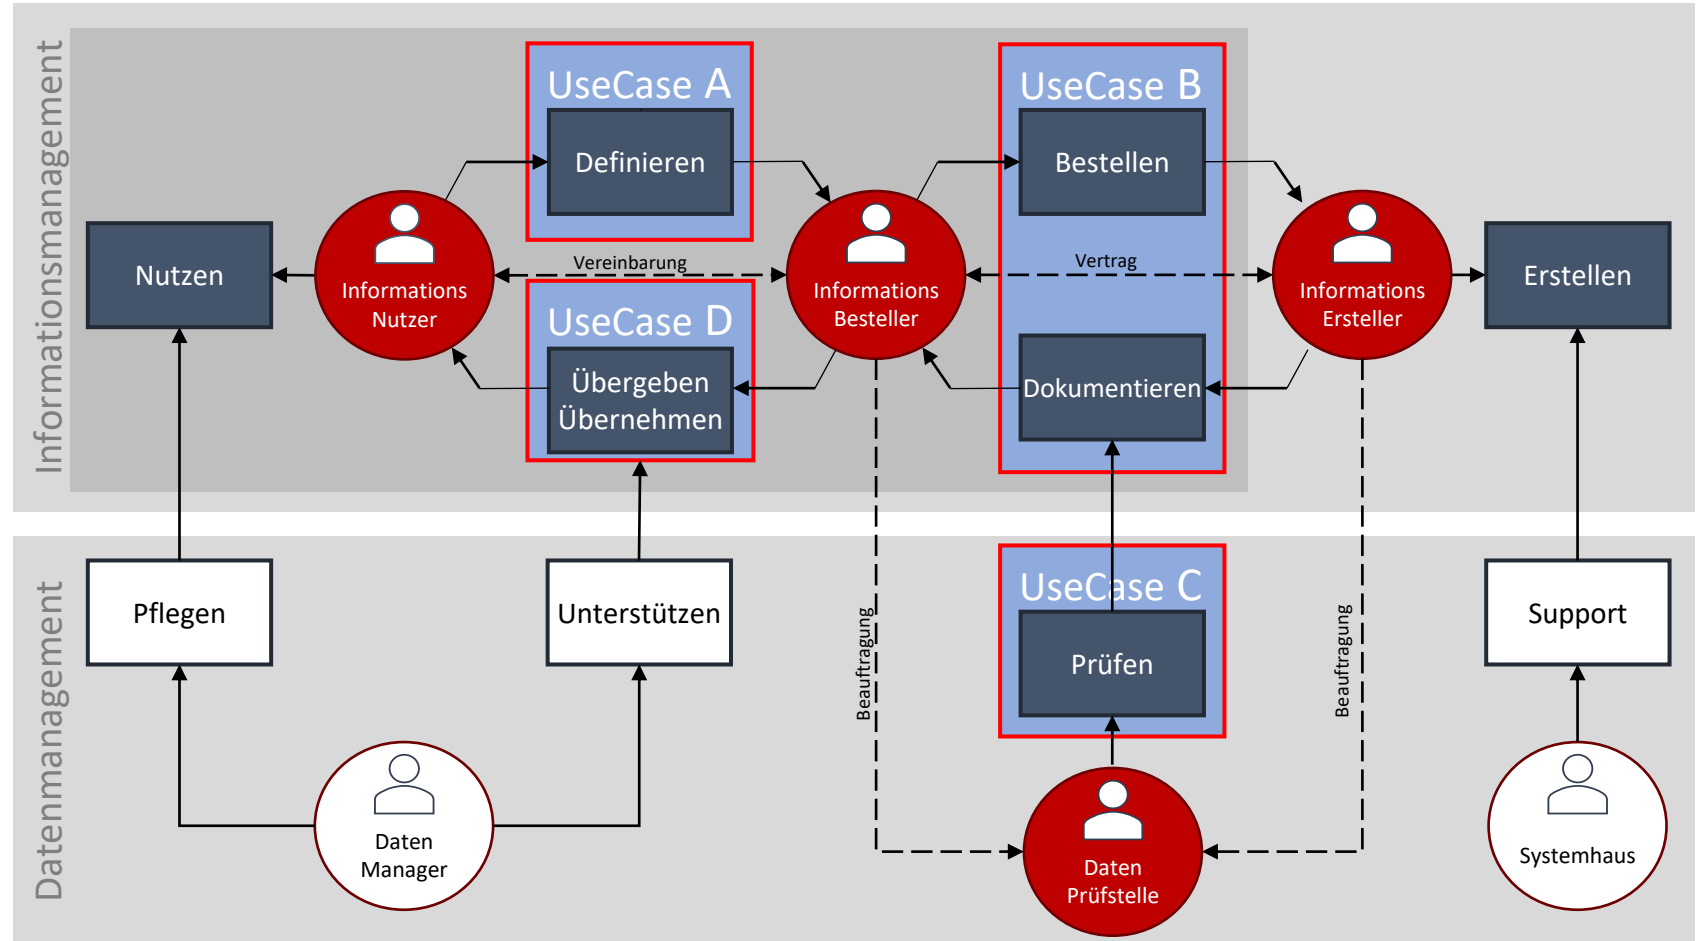 Informationsmanagement
UseCase A
Definieren
UseCase B
Bestellen
Nutzen
Informations
Nutzer
Vereinbarung
Informations
Besteller
Vertrag
Informations
Ersteller
Erstellen
UseCase D
Übergeben
Übernehmen
Dokumentieren
Datenmanagement
Pflegen
Unterstützen
Beauftragung
UseCase C
Prüfen
Beauftragung
Support
Daten
Manager
Daten
Prüfstelle
Systemhaus